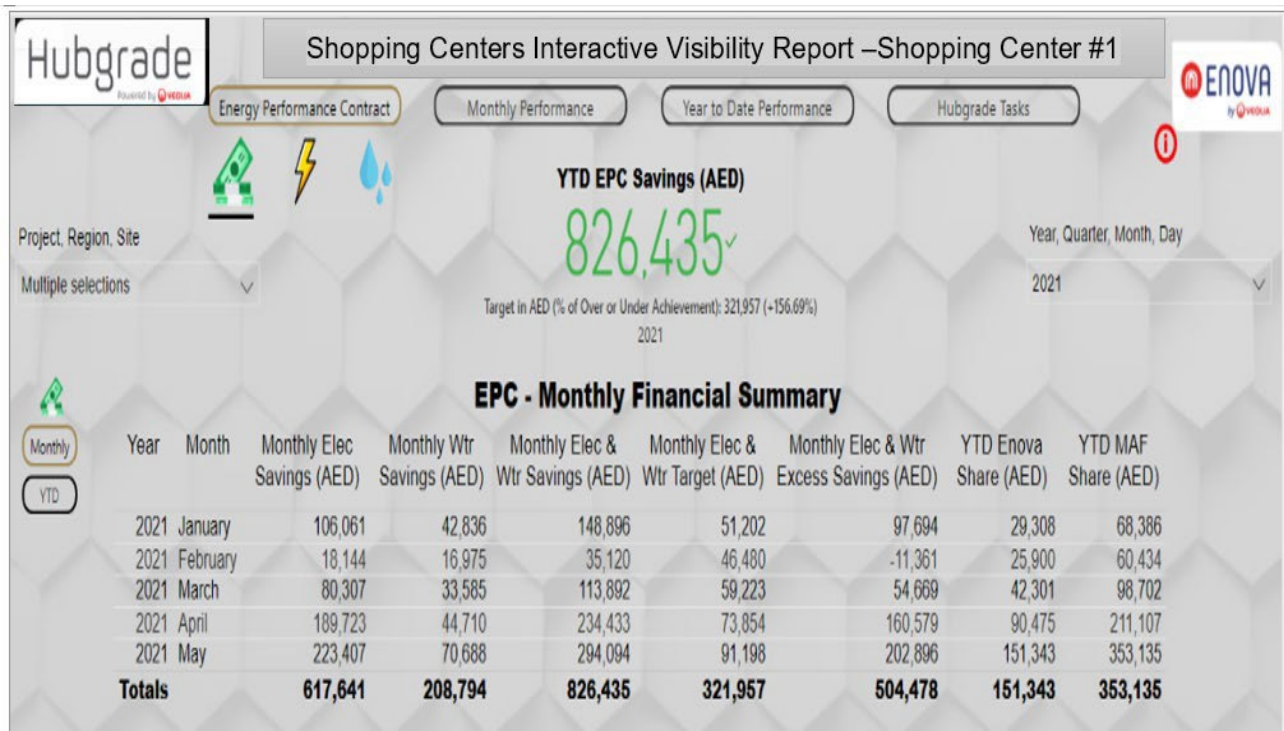 Hubgrade
Powered by VEOLIA
Shopping Centers Interactive Visibility Report –Shopping Center #1
ENOVA
by VEOLIA
Energy Performance Contract
Monthly Performance
Year to Date Performance
Hubgrade Tasks
YTD EPC Savings (AED)
826,435
Project, Region, Site
Multiple selections
Year, Quarter, Month, Day
2021
Target in AED (% of Over or Under Achievement): 321,957 (+156.69%)
2021
EPC - Monthly Financial Summary
Monthly
YTD
Year Month Monthly Elec Savings (AED) Monthly Wtr Savings (AED) Monthly Elec & Wtr Savings (AED) Monthly Elec & Wtr Target (AED) Monthly Elec & Wtr Excess Savings (AED) YTD Enova Share (AED) YTD MAF Share (AED)
2021 January 106,061 42,836 148,896 51,202 97,694 29,308 68,386
2021 February 18,144 16,975 35,120 46,480 -11,361 25,900 60,434
2021 March 80,307 33,585 113,892 59,223 54,669 42,301 98,702
2021 April 189,723 44,710 234,433 73,854 160,579 90,475 211,107
2021 May 223,407 70,688 294,094 91,198 202,896 151,343 353,135
Totals 617,641 208,794 826,435 321,957 504,478 151,343 353,135